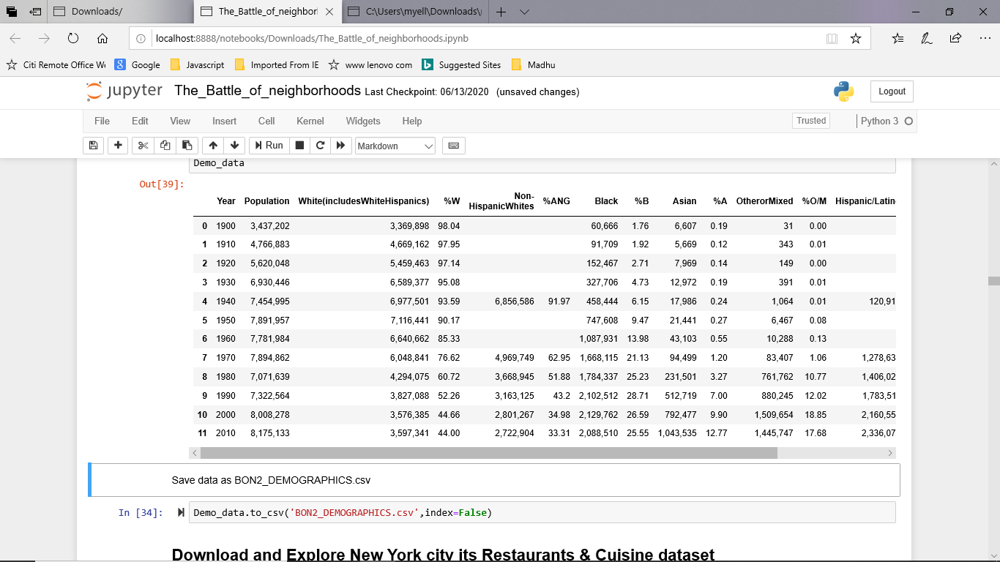 Downloads/ The_Battle_of_neighborl C:\Users\myell\Downloads\
localhost:8888/notebooks/Downloads/The_Battle_of_neighborhoods.ipynb
Citi Remote Office We Google Javascript Imported From IE www lenovo com Suggested Sites Madhu
jupyter The_Battle_of_neighborhoods Last Checkpoint: 06/13/2020 (unsaved changes) Logout
File Edit View Insert Cell Kernel Widgets Help Trusted Python 3
Run Markdown
Demo_data
Out[39]:
Year Population White(includesWhiteHispanics) %W Non-HispanicWhites %ANG Black %B Asian %A OtherorMixed %O/M Hispanic/Latin
0 1900 3,437,202 3,369,898 98.04 60,666 1.76 6,607 0.19 31 0.00
1 1910 4,766,883 4,669,162 97.95 91,709 1.92 5,669 0.12 343 0.01
2 1920 5,620,048 5,459,463 97.14 152,467 2.71 7,969 0.14 149 0.00
3 1930 6,930,446 6,589,377 95.08 327,706 4.73 12,972 0.19 391 0.01
4 1940 7,454,995 6,977,501 93.59 6,856,586 91.97 458,444 6.15 17,986 0.24 1,064 0.01 120,91
5 1950 7,891,957 7,116,441 90.17 747,608 9.47 21,441 0.27 6,467 0.08
6 1960 7,781,984 6,640,662 85.33 1,087,931 13.98 43,103 0.55 10,288 0.13
7 1970 7,894,862 6,048,841 76.62 4,969,749 62.95 1,668,115 21.13 94,499 1.20 83,407 1.06 1,278,63
8 1980 7,071,639 4,294,075 60.72 3,668,945 51.88 1,784,337 25.23 231,501 3.27 761,762 10.77 1,406,02
9 1990 7,322,564 3,827,088 52.26 3,163,125 43.2 2,102,512 28.71 512,719 7.00 880,245 12.02 1,783,51
10 2000 8,008,278 3,576,385 44.66 2,801,267 34.98 2,129,762 26.59 792,477 9.90 1,509,654 18.85 2,160,55
11 2010 8,175,133 3,597,341 44.00 2,722,904 33.31 2,088,510 25.55 1,043,535 12.77 1,445,747 17.68 2,336,07
Save data as BON2_DEMOGRAPHICS.csv
In [34]: Demo_data.to_csv('BON2_DEMOGRAPHICS.csv',index=False)
Download and Explore New York city its Restaurants & Cuisine dataset